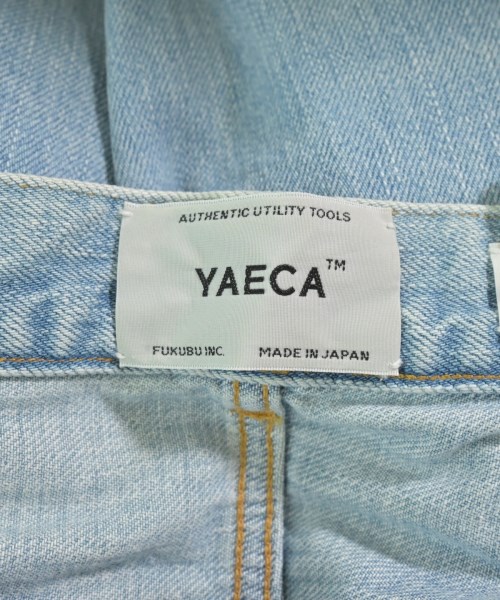 AUTHENTIC UTILITY TOOLS
YAECA™
FUKUBU INC. MADE IN JAPAN